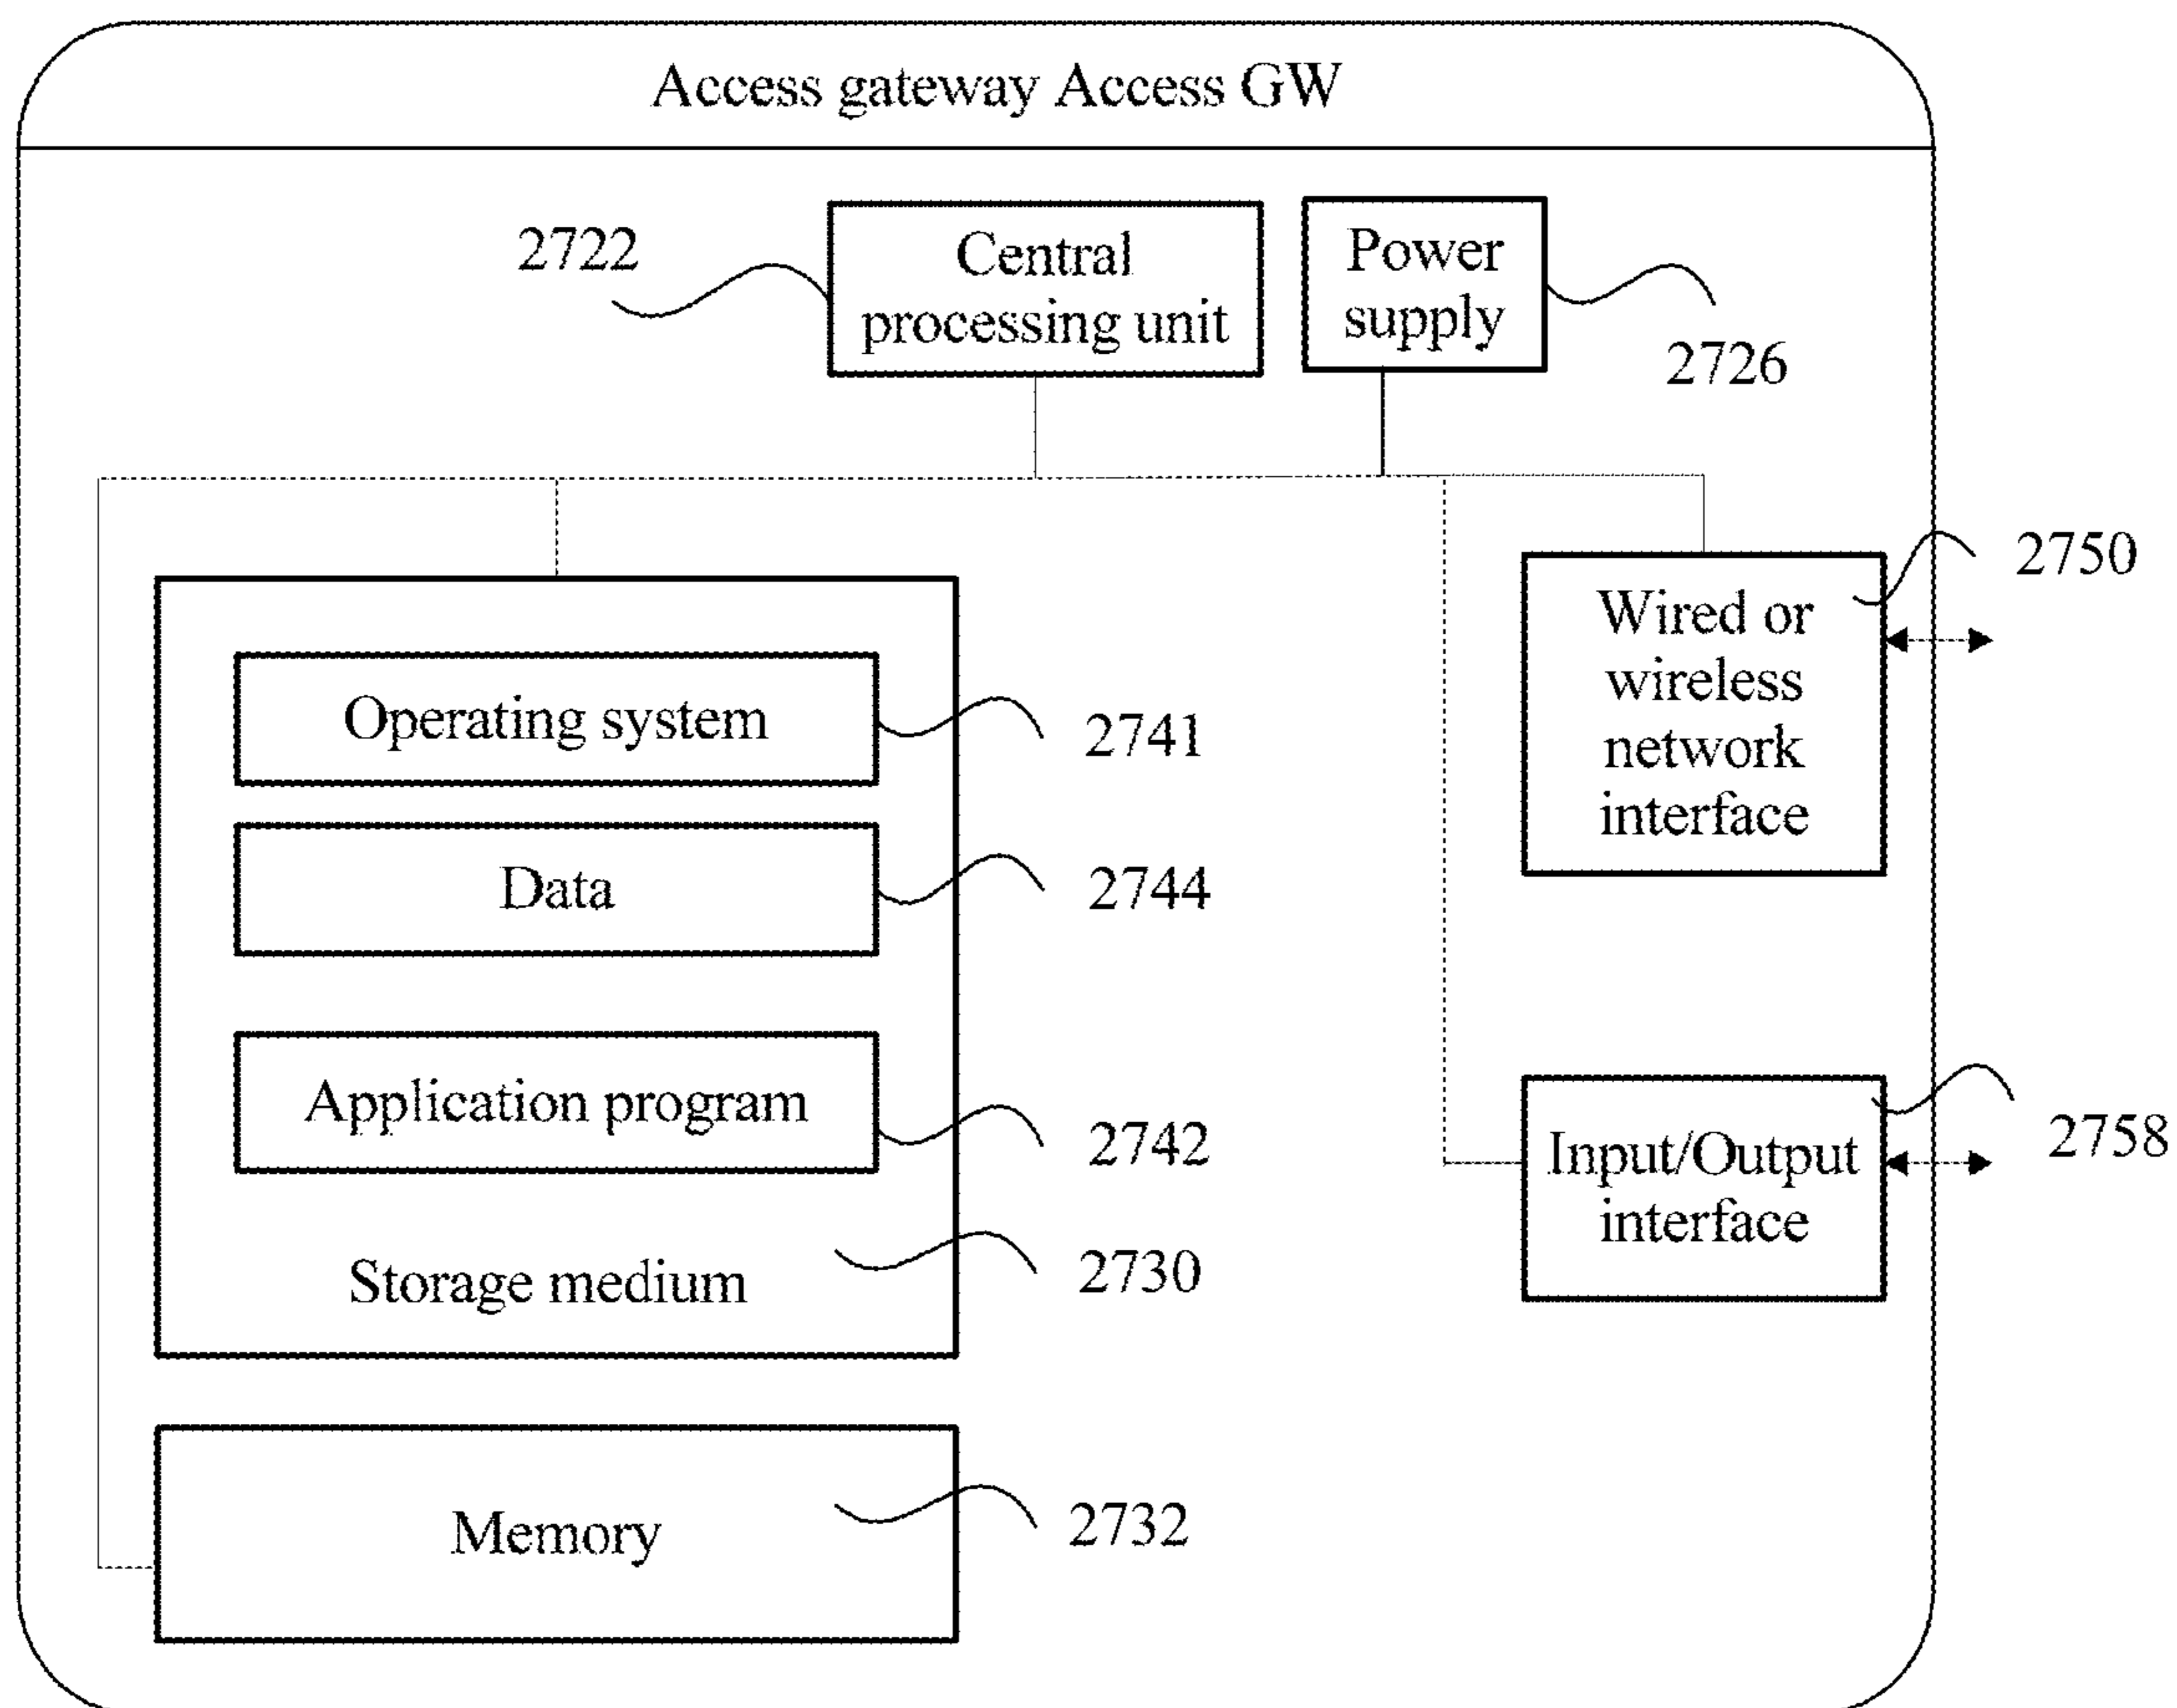 Access gateway Access GW
2722
Central
processing unit
Power
supply
2726
2750
Wired or
wireless
network
interface
Operating system
2741
Data
2744
Application program
2742
2758
Input/Output
interface
Storage medium
2730
Memory
2732